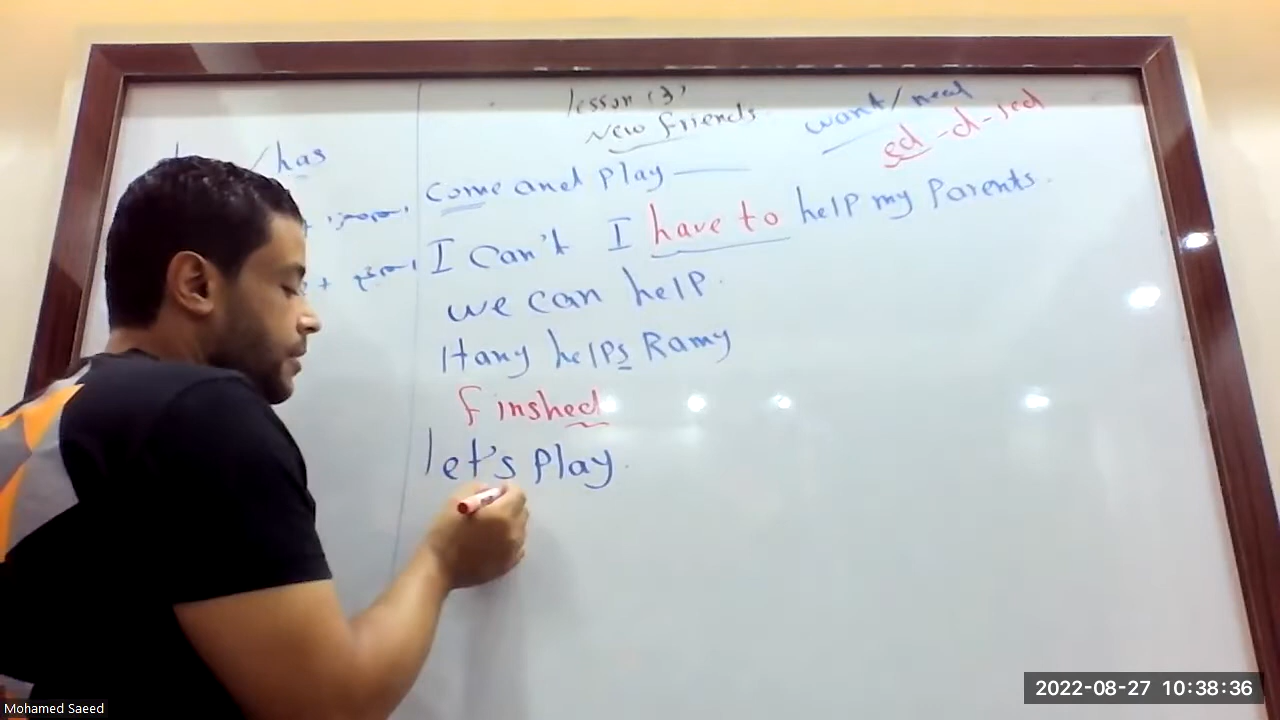 lesson (3)
New friends
want / need
ed - d - ied
/ has
come and play
I can't I have to help my Parents.
we can help.
Hany helps Ramy
finshed
let's play.
Mohamed Saeed
2022-08-27 10:38:36